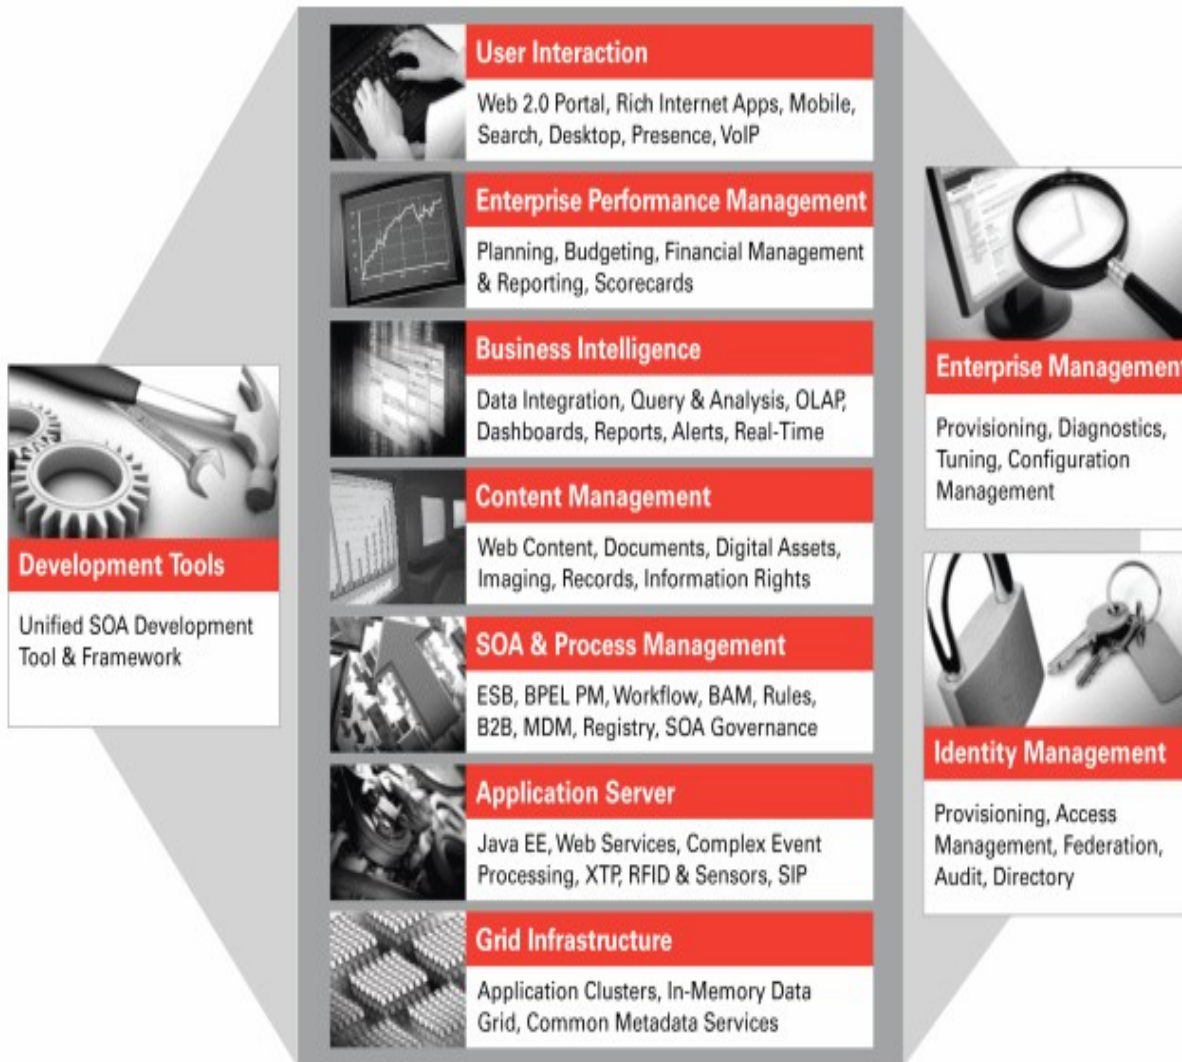 User Interaction
Web 2.0 Portal, Rich Internet Apps, Mobile,
Search, Desktop, Presence, VoIP
Enterprise Performance Management
Planning, Budgeting, Financial Management
& Reporting, Scorecards
Business Intelligence
Data Integration, Query & Analysis, OLAP,
Dashboards, Reports, Alerts, Real-Time
Content Management
Web Content, Documents, Digital Assets,
Imaging, Records, Information Rights
SOA & Process Management
ESB, BPEL PM, Workflow, BAM, Rules,
B2B, MDM, Registry, SOA Governance
Application Server
Java EE, Web Services, Complex Event
Processing, XTP, RFID & Sensors, SIP
Grid Infrastructure
Application Clusters, In-Memory Data
Grid, Common Metadata Services
Development Tools
Unified SOA Development
Tool & Framework
Enterprise Management
Provisioning, Diagnostics,
Tuning, Configuration
Management
Identity Management
Provisioning, Access
Management, Federation,
Audit, Directory